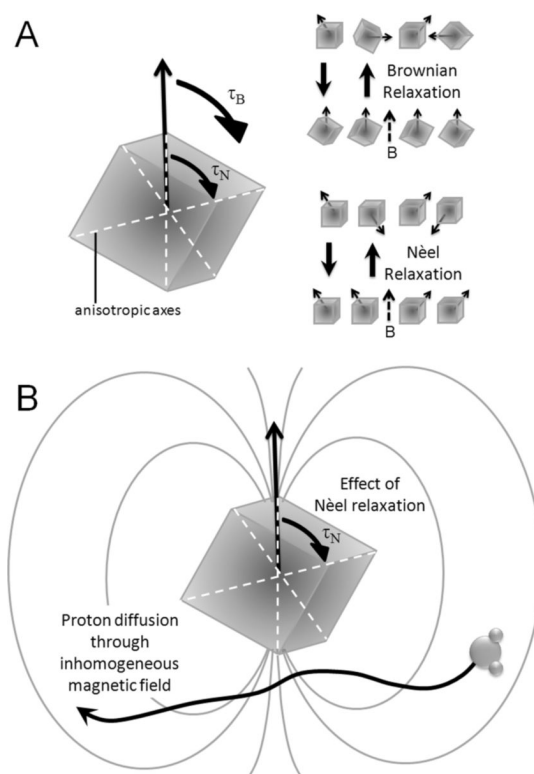 A
τB
τN
anisotropic axes
Brownian
Relaxation
B
Nèel
Relaxation
B
B
Effect of
Nèel relaxation
τN
Proton diffusion
through
inhomogeneous
magnetic field